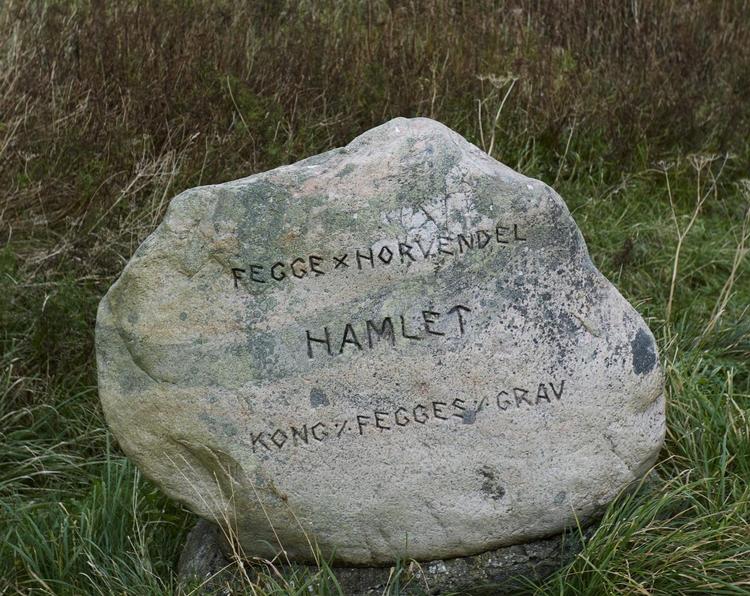 FEGGE × HORVENDEL
HAMLET
KONG ⁒ FEGGES ⁒ GRAV